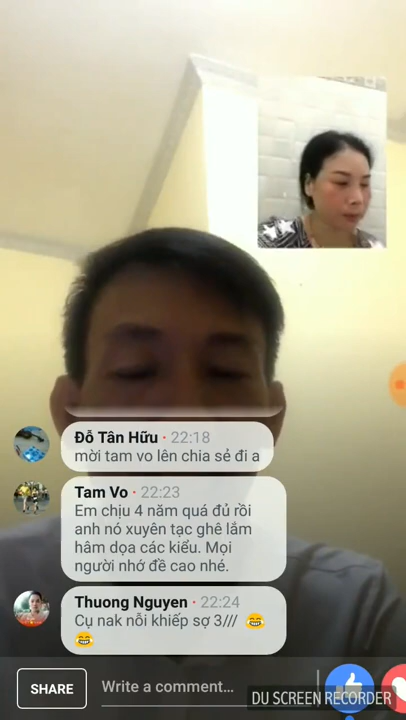 Đỗ Tân Hữu · 22:18
mời tam vo lên chia sẻ đi a
Tam Vo · 22:23
Em chịu 4 năm quá đủ rồi
anh nó xuyên tạc ghê lắm
hâm dọa các kiểu. Mọi
người nhớ đề cao nhé.
Thuong Nguyen · 22:24
Cụ nak nỗi khiếp sợ 3/// 😂
😂
SHARE
Write a comment...
DU SCREEN RECORDER